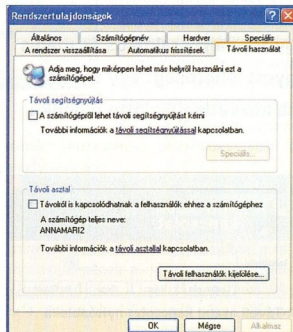 Rendszertulajdonságok
Általános Számítógépnév Hardver Speciális
A rendszer visszaállítása Automatikus frissítések Távoli használat
Adja meg, hogy miképpen lehet más helyről használni ezt a
számítógépet.
Távoli segítségnyújtás
A számítógépről lehet távoli segítségnyújtást kérni
További információk a távoli segítségnyújtással kapcsolatban.
Speciális...
Távoli asztal
Távolról is kapcsolódhatnak a felhasználók ehhez a számítógéphez
A számítógép teljes neve:
ANNAMARI2
További információk a távoli asztallal kapcsolatban.
Távoli felhasználók kijelölése...
OK Mégse Alkalmaz